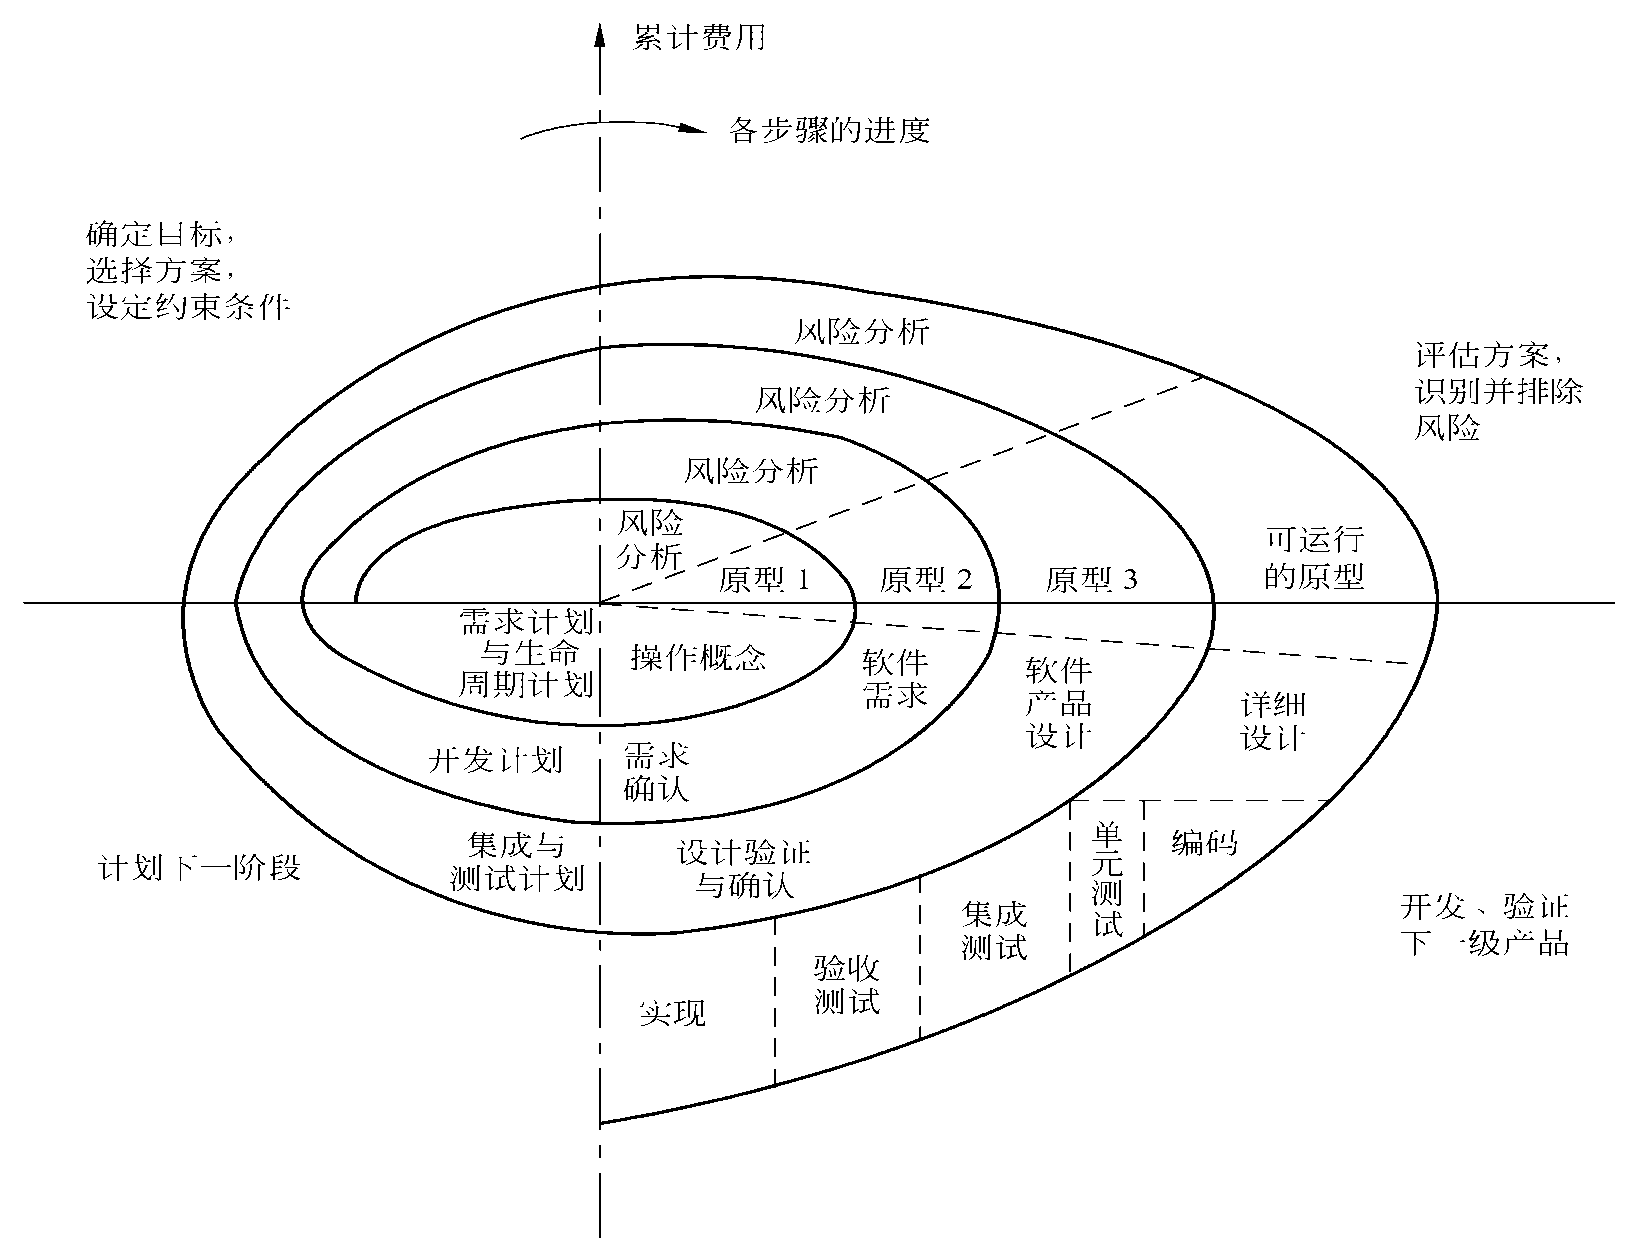 累计费用
各步骤的进度
确定目标，
选择方案，
设定约束条件
风险分析
评估方案，
识别并排除
风险
风险分析
风险分析
风险
分析
可运行
的原型
原型 1
原型 2
原型 3
需求计划
与生命
周期计划
操作概念
软件
需求
软件
产品
设计
详细
设计
开发计划
需求
确认
集成与
测试计划
设计验证
与确认
单
元
测
试
编码
计划下一阶段
集成
测试
开发、验证
下一级产品
验收
测试
实现